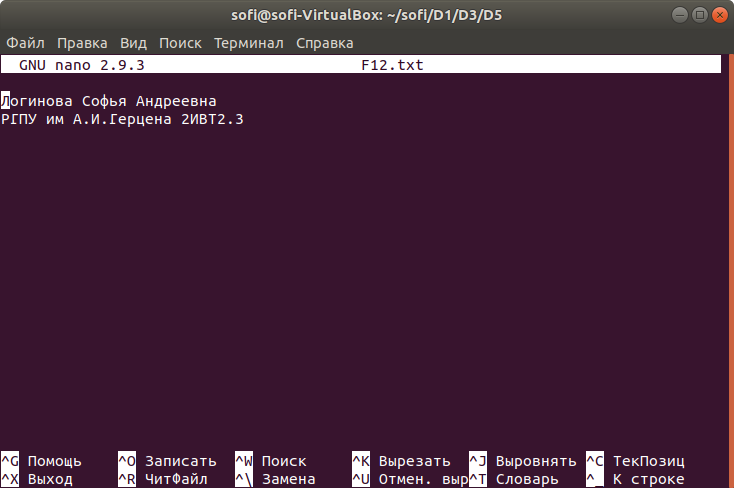 sofi@sofi-VirtualBox: ~/sofi/D1/D3/D5
Файл Правка Вид Поиск Терминал Справка
GNU nano 2.9.3 F12.txt
Логинова Софья Андреевна
РГПУ им А.И.Герцена 2ИВТ2.3
^G Помощь ^O Записать ^W Поиск ^K Вырезать ^J Выровнять ^C ТекПозиц
^X Выход ^R ЧитФайл ^\ Замена ^U Отмен. выр^T Словарь ^_ К строке